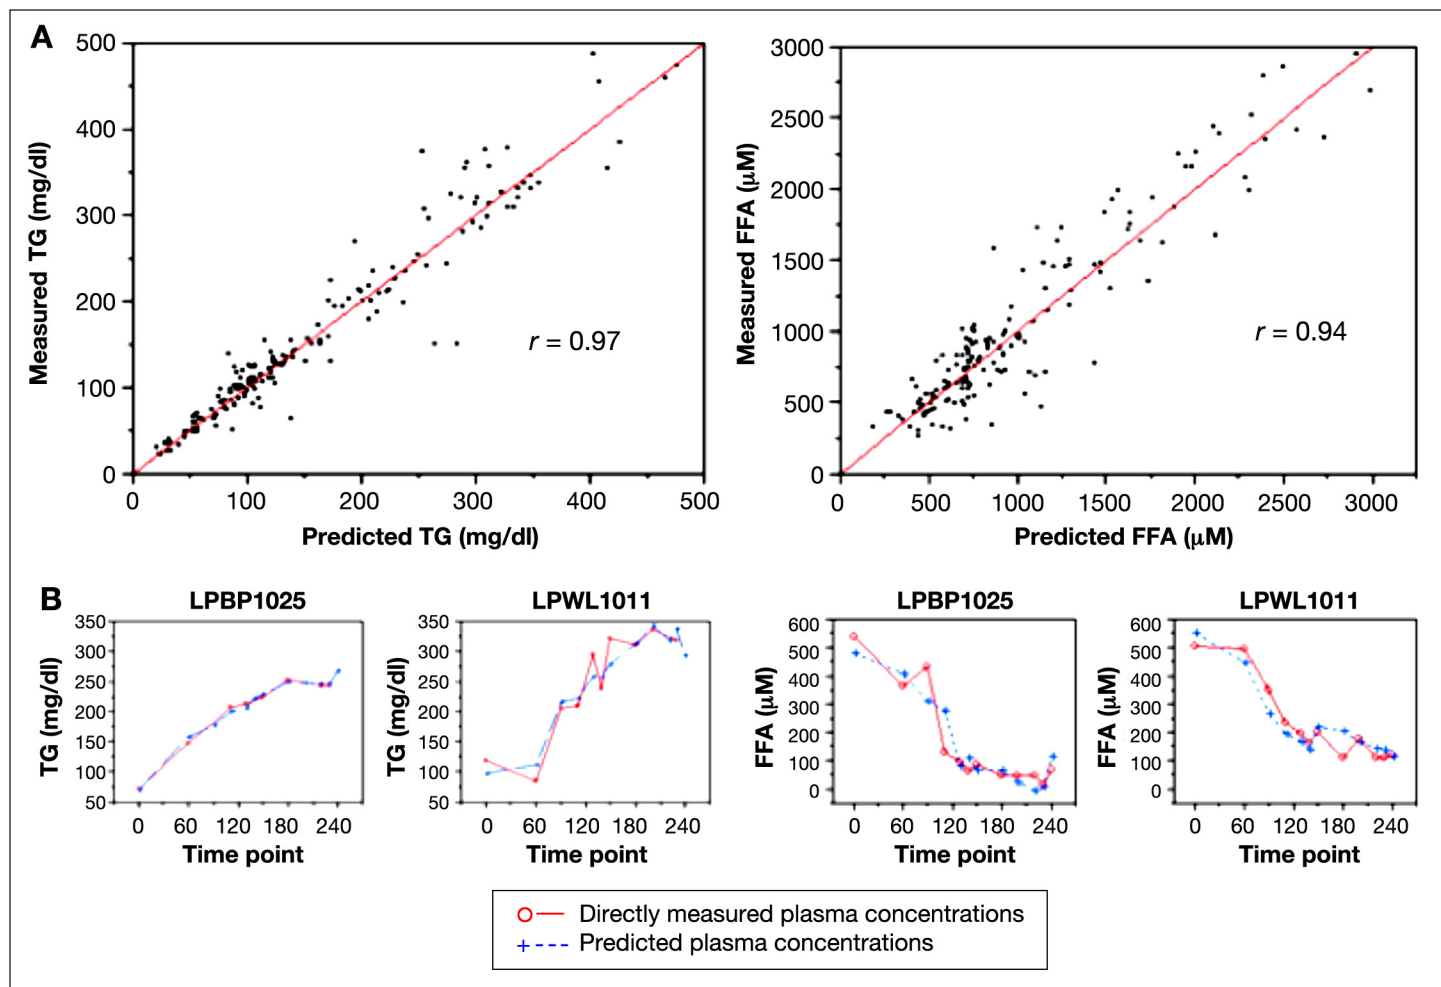 A
500
400
300
200
100
0
Measured TG (mg/dl)
r = 0.97
0 100 200 300 400 500
Predicted TG (mg/dl)
3000
2500
2000
1500
1000
500
0
Measured FFA (μM)
r = 0.94
0 500 1000 1500 2000 2500 3000
Predicted FFA (μM)
B
LPBP1025
350
300
250
200
150
100
50
TG (mg/dl)
0 60 120 180 240
Time point
LPWL1011
350
300
250
200
150
100
50
TG (mg/dl)
0 60 120 180 240
Time point
LPBP1025
600
500
400
300
200
100
0
FFA (μM)
0 60 120 180 240
Time point
LPWL1011
600
500
400
300
200
100
0
FFA (μM)
0 60 120 180 240
Time point
Directly measured plasma concentrations
Predicted plasma concentrations